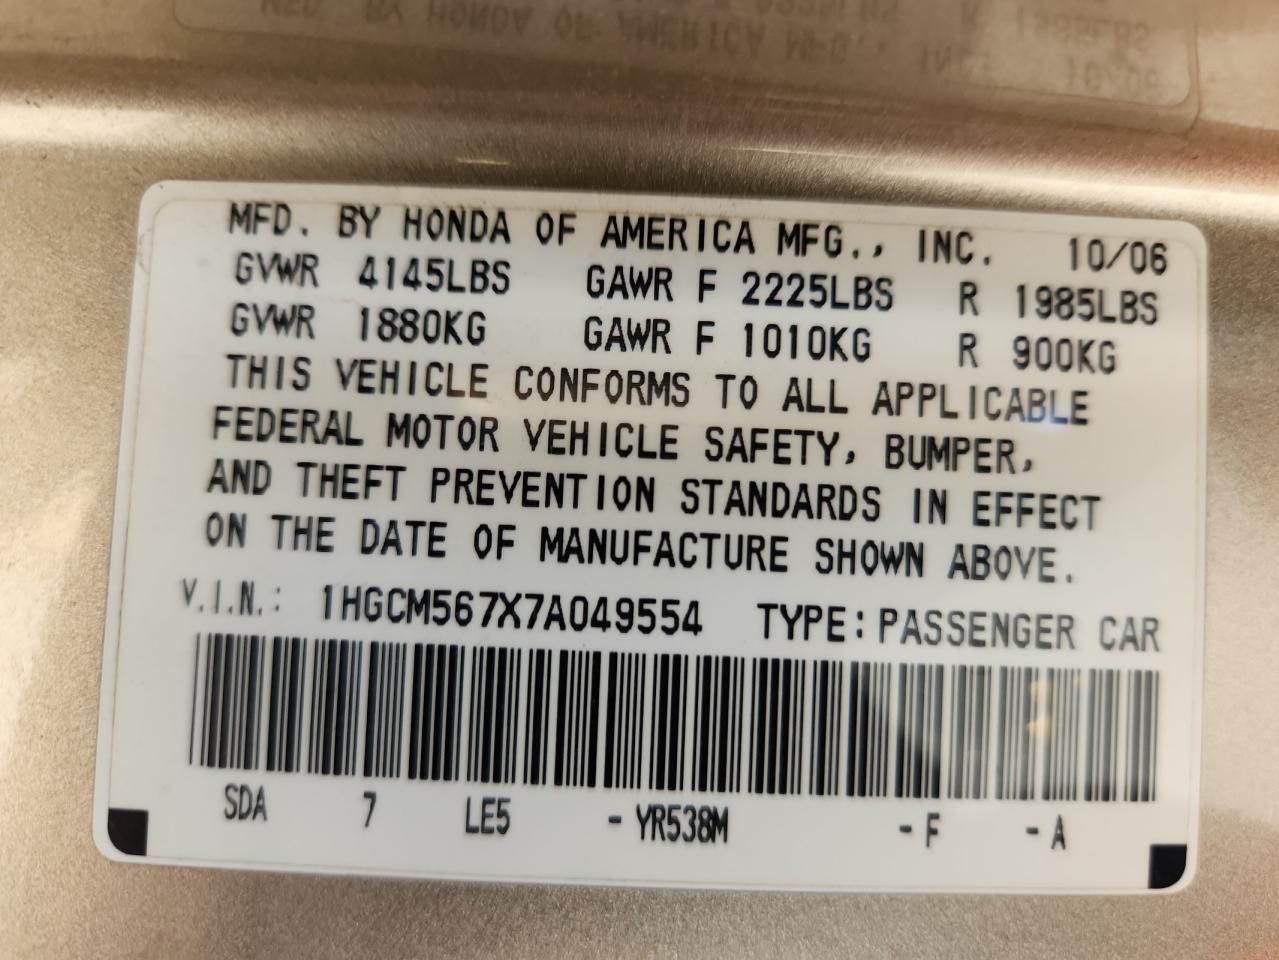 MFD. BY HONDA OF AMERICA MFG., INC. 10/06
GVWR 4145LBS GAWR F 2225LBS R 1985LBS
GVWR 1880KG GAWR F 1010KG R 900KG
THIS VEHICLE CONFORMS TO ALL APPLICABLE
FEDERAL MOTOR VEHICLE SAFETY, BUMPER,
AND THEFT PREVENTION STANDARDS IN EFFECT
ON THE DATE OF MANUFACTURE SHOWN ABOVE.
V.I.N.: 1HGCM567X7A049554 TYPE: PASSENGER CAR
SDA 7 LE5 - YR538M - F - A